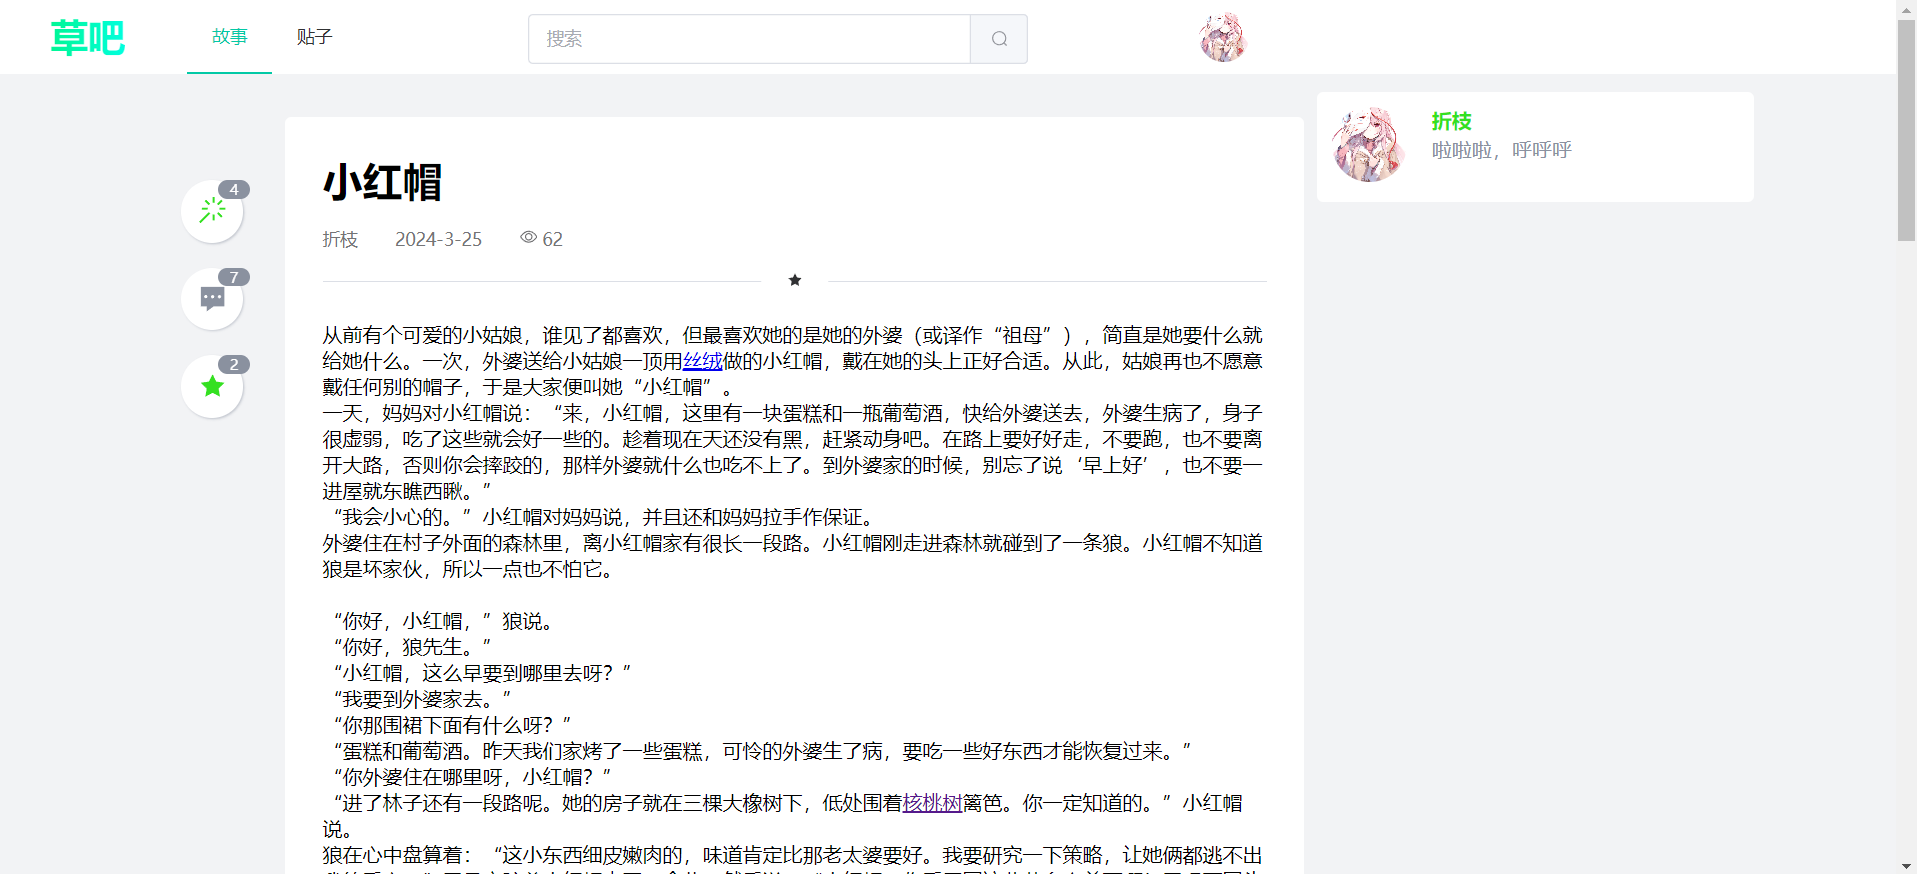 草吧
故事
贴子
搜索
折枝
啦啦啦，呼呼呼
4
7
2
小红帽
折枝 2024-3-25 62
从前有个可爱的小姑娘，谁见了都喜欢，但最喜欢她的是她的外婆（或译作“祖母”），简直是她要什么就
给她什么。一次，外婆送给小姑娘一顶用丝绒做的小红帽，戴在她的头上正好合适。从此，姑娘再也不愿意
戴任何别的帽子，于是大家便叫她“小红帽”。
一天，妈妈对小红帽说：“来，小红帽，这里有一块蛋糕和一瓶葡萄酒，快给外婆送去，外婆生病了，身子
很虚弱，吃了这些就会好一些的。趁着现在天还没有黑，赶紧动身吧。在路上要好好走，不要跑，也不要离
开大路，否则你会摔跤的，那样外婆就什么也吃不上了。到外婆家的时候，别忘了说‘早上好’，也不要一
进屋就东瞧西瞅。”
“我会小心的。”小红帽对妈妈说，并且还和妈妈拉手作保证。
外婆住在村子外面的森林里，离小红帽家有很长一段路。小红帽刚走进森林就碰到了一条狼。小红帽不知道
狼是坏家伙，所以一点也不怕它。
“你好，小红帽，”狼说。
“你好，狼先生。”
“小红帽，这么早要到哪里去呀？”
“我要到外婆家去。”
“你那围裙下面有什么呀？”
“蛋糕和葡萄酒。昨天我们家烤了一些蛋糕，可怜的外婆生了病，要吃一些好东西才能恢复过来。”
“你外婆住在哪里呀，小红帽？”
“进了林子还有一段路呢。她的房子就在三棵大橡树下，低处围着核桃树篱笆。你一定知道的。”小红帽
说。
狼在心中盘算着：“这小东西细皮嫩肉的，味道肯定比那老太婆要好。我要研究一下策略，让她俩都逃不出